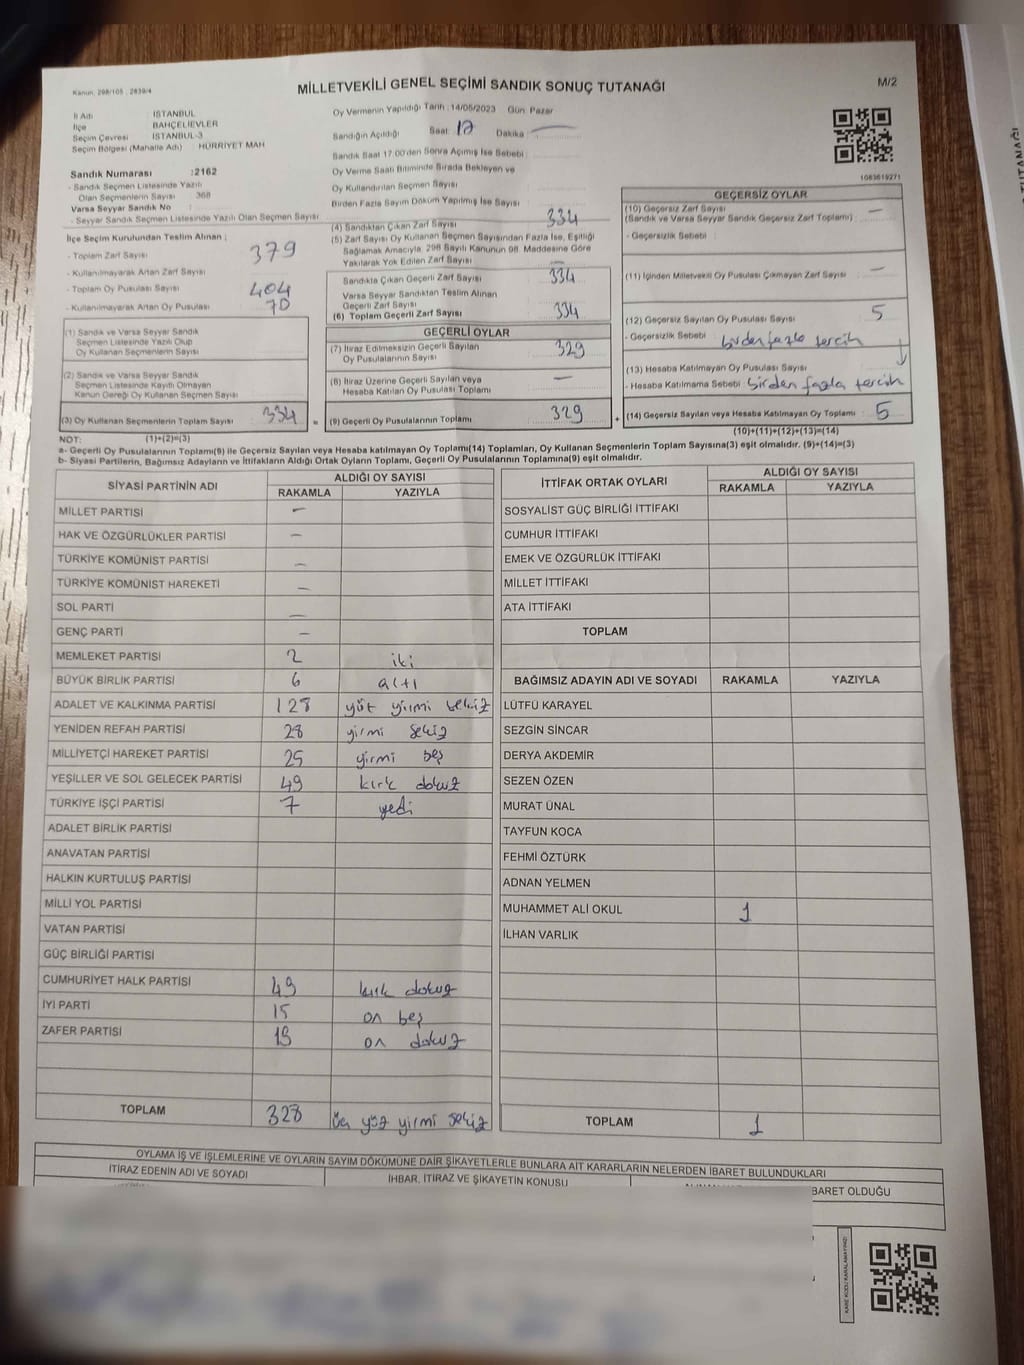 Kanun, 298/105 , 2839/4
MİLLETVEKİLİ GENEL SEÇİMİ SANDIK SONUÇ TUTANAĞI
M/2
İl Adı : İSTANBUL
İlçe : BAHÇELİEVLER
Seçim Çevresi : İSTANBUL-3
Seçim Bölgesi (Mahalle Adı) : HÜRRİYET MAH
Sandık Numarası :2162
- Sandık Seçmen Listesinde Yazılı
Olan Seçmenlerin Sayısı : 368
Varsa Seyyar Sandık No :
- Seyyar Sandık Seçmen Listesinde Yazılı Olan Seçmen Sayısı :
Oy Vermenin Yapıldığı Tarih :14/05/2023 Gün: Pazar
Sandığın Açıldığı Saat: 17 Dakika: —
Sandık Saat 17:00'den Sonra Açılmış İse Sebebi :
Oy Verme Saati Bitiminde Sırada Bekleyen ve
Oy Kullandırılan Seçmen Sayısı
Birden Fazla Sayım Döküm Yapılmış İse Sayısı :
1083619271
İlçe Seçim Kurulundan Teslim Alınan ;
- Toplam Zarf Sayısı : 379
- Kullanılmayarak Artan Zarf Sayısı :
- Toplam Oy Pusulası Sayısı : 404
- Kullanılmayarak Artan Oy Pusulası : 70
(1) Sandık ve Varsa Seyyar Sandık
Seçmen Listesinde Yazılı Olup
Oy Kullanan Seçmenlerin Sayısı
(2) Sandık ve Varsa Seyyar Sandık
Seçmen Listesinde Kayıtlı Olmayan
Kanun Gereği Oy Kullanan Seçmen Sayısı
(3) Oy Kullanan Seçmenlerin Toplam Sayısı : 334 =
(4) Sandıktan Çıkan Zarf Sayısı 334
(5) Zarf Sayısı Oy Kullanan Seçmen Sayısından Fazla İse, Eşitliği
Sağlamak Amacıyla, 298 Sayılı Kanunun 98. Maddesine Göre
Yakılarak Yok Edilen Zarf Sayısı : —
Sandıkta Çıkan Geçerli Zarf Sayısı 334
Varsa Seyyar Sandıktan Teslim Alınan
Geçerli Zarf Sayısı
(6) Toplam Geçerli Zarf Sayısı 334
GEÇERLİ OYLAR
(7) İtiraz Edilmeksizin Geçerli Sayılan
Oy Pusulalarının Sayısı 329
(8) İtiraz Üzerine Geçerli Sayılan veya
Hesaba Katılan Oy Pusulası Toplamı —
(9) Geçerli Oy Pusulalarının Toplamı 329 +
GEÇERSİZ OYLAR
(10) Geçersiz Zarf Sayısı
(Sandık ve Varsa Seyyar Sandık Geçersiz Zarf Toplamı) : —
- Geçersizlik Sebebi :
(11) İçinden Milletvekili Oy Pusulası Çıkmayan Zarf Sayısı : —
(12) Geçersiz Sayılan Oy Pusulası Sayısı : 5
- Geçersizlik Sebebi : birden fazla tercih
(13) Hesaba Katılmayan Oy Pusulası Sayısı :
- Hesaba Katılmama Sebebi : birden fazla tercih
(14) Geçersiz Sayılan veya Hesaba Katılmayan Oy Toplamı : 5
NOT: (1)+(2)=(3)
(10)+(11)+(12)+(13)=(14)
a- Geçerli Oy Pusulalarının Toplamı(9) ile Geçersiz Sayılan veya Hesaba katılmayan Oy Toplamı(14) Toplamları, Oy Kullanan Seçmenlerin Toplam Sayısına(3) eşit olmalıdır. (9)+(14)=(3)
b- Siyasi Partilerin, Bağımsız Adayların ve İttifakların Aldığı Ortak Oyların Toplamı, Geçerli Oy Pusulalarının Toplamına(9) eşit olmalıdır.
SİYASİ PARTİNİN ADI ALDIĞI OY SAYISI
RAKAMLA YAZIYLA
MİLLET PARTİSİ —
HAK VE ÖZGÜRLÜKLER PARTİSİ —
TÜRKİYE KOMÜNİST PARTİSİ —
TÜRKİYE KOMÜNİST HAREKETİ —
SOL PARTİ —
GENÇ PARTİ —
MEMLEKET PARTİSİ 2 iki
BÜYÜK BİRLİK PARTİSİ 6 altı
ADALET VE KALKINMA PARTİSİ 128 yüz yirmi sekiz
YENİDEN REFAH PARTİSİ 28 yirmi sekiz
MİLLİYETÇİ HAREKET PARTİSİ 25 yirmi beş
YEŞİLLER VE SOL GELECEK PARTİSİ 49 kırk dokuz
TÜRKİYE İŞÇİ PARTİSİ 7 yedi
ADALET BİRLİK PARTİSİ
ANAVATAN PARTİSİ
HALKIN KURTULUŞ PARTİSİ
MİLLİ YOL PARTİSİ
VATAN PARTİSİ
GÜÇ BİRLİĞİ PARTİSİ
CUMHURİYET HALK PARTİSİ 49 kırk dokuz
İYİ PARTİ 15 on beş
ZAFER PARTİSİ 19 on dokuz
TOPLAM 328 üç yüz yirmi sekiz
İTTİFAK ORTAK OYLARI ALDIĞI OY SAYISI
RAKAMLA YAZIYLA
SOSYALİST GÜÇ BİRLİĞİ İTTİFAKI
CUMHUR İTTİFAKI
EMEK VE ÖZGÜRLÜK İTTİFAKI
MİLLET İTTİFAKI
ATA İTTİFAKI
TOPLAM
BAĞIMSIZ ADAYIN ADI VE SOYADI RAKAMLA YAZIYLA
LÜTFÜ KARAYEL
SEZGİN SİNCAR
DERYA AKDEMİR
SEZEN ÖZEN
MURAT ÜNAL
TAYFUN KOCA
FEHMİ ÖZTÜRK
ADNAN YELMEN
MUHAMMET ALİ OKUL 1
İLHAN VARLIK
TOPLAM 1
OYLAMA İŞ VE İŞLEMLERİNE VE OYLARIN SAYIM DÖKÜMÜNE DAİR ŞİKAYETLERLE BUNLARA AİT KARARLARIN NELERDEN İBARET BULUNDUKLARI
İTİRAZ EDENİN ADI VE SOYADI İHBAR, İTİRAZ VE ŞİKAYETİN KONUSU
BARET OLDUĞU
KARE KODU KARALAMAYINIZ!